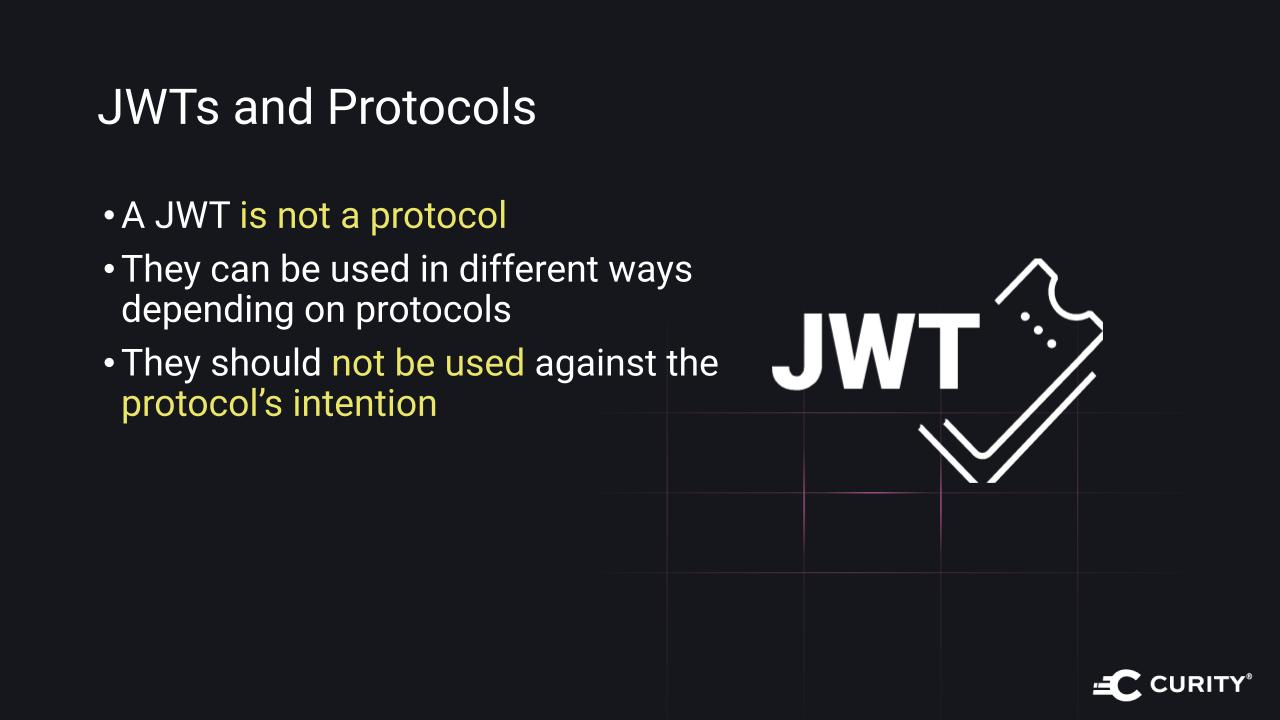 JWTs and Protocols
•A JWT is not a protocol
•They can be used in different ways
depending on protocols
•They should not be used against the
protocol’s intention
JWT
CURITY®